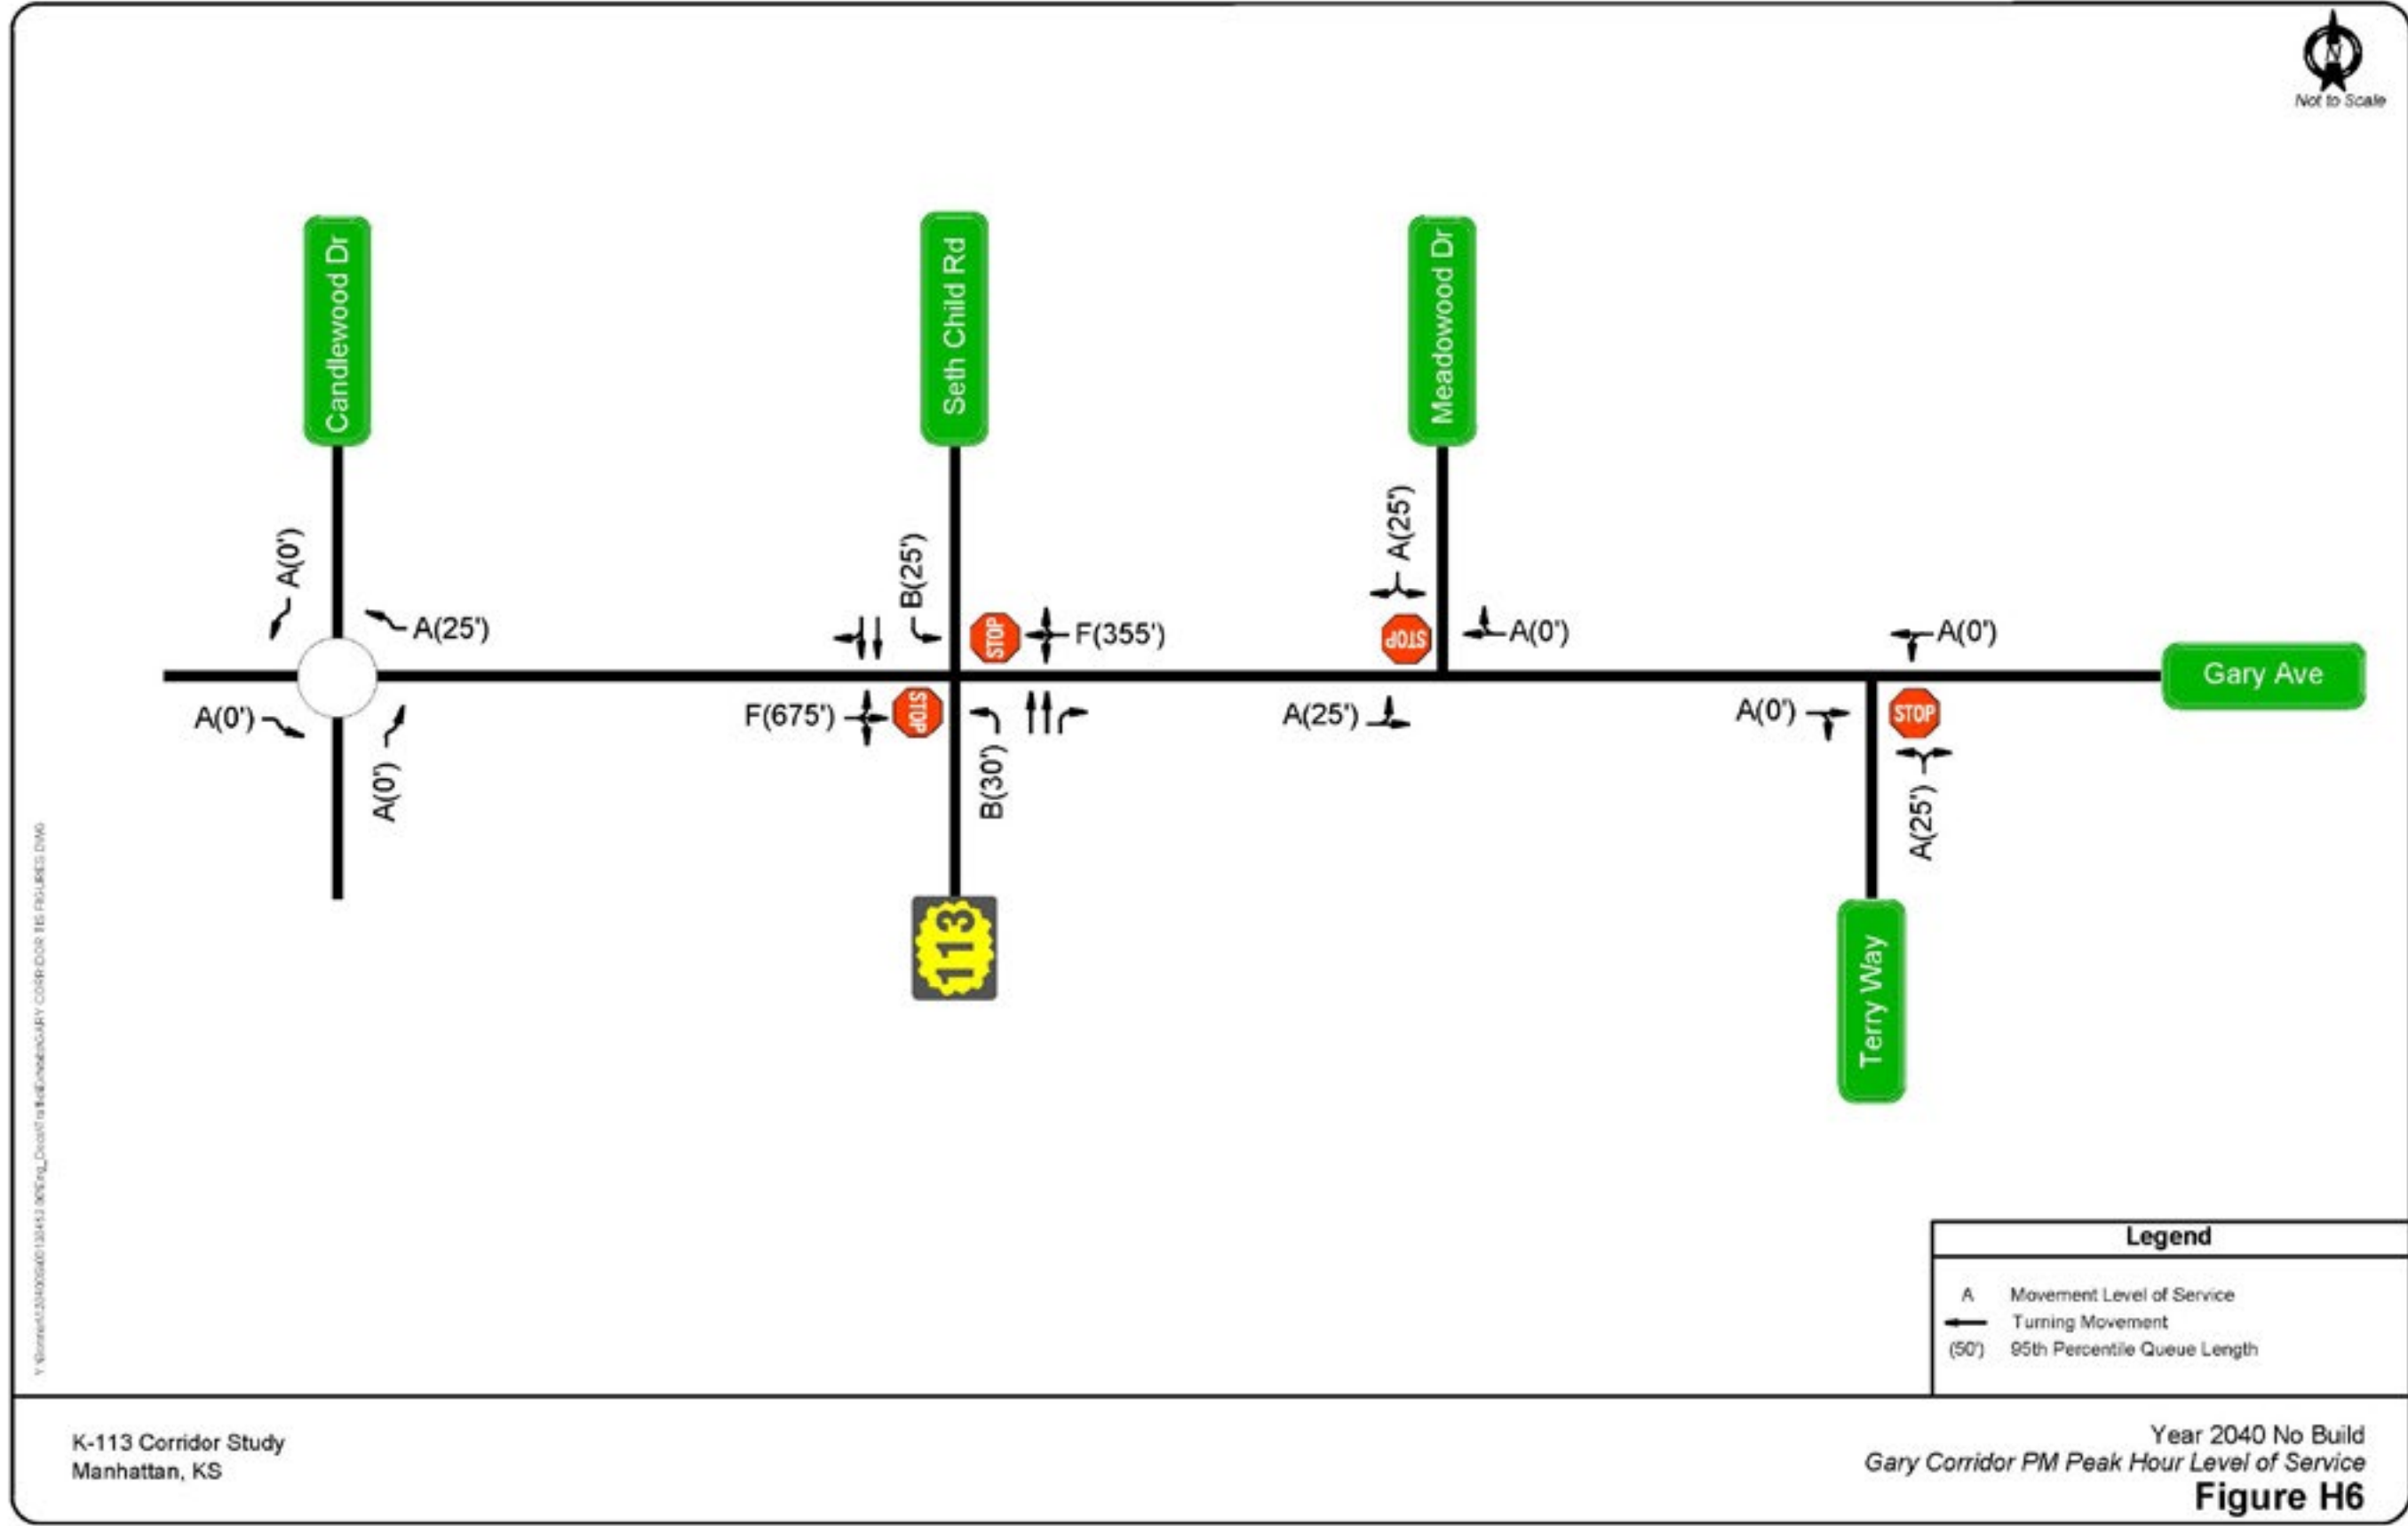 N
Not to Scale
Candlewood Dr
Seth Child Rd
Meadowood Dr
A(0')
A(25')
B(25')
STOP
F(355')
A(25')
STOP
A(0')
A(0')
Gary Ave
A(0')
A(0')
F(675')
STOP
B(30')
A(25')
A(0')
STOP
A(25')
113
Terry Way
Legend
A Movement Level of Service
Turning Movement
(50') 95th Percentile Queue Length
K-113 Corridor Study
Manhattan, KS
Year 2040 No Build
Gary Corridor PM Peak Hour Level of Service
Figure H6